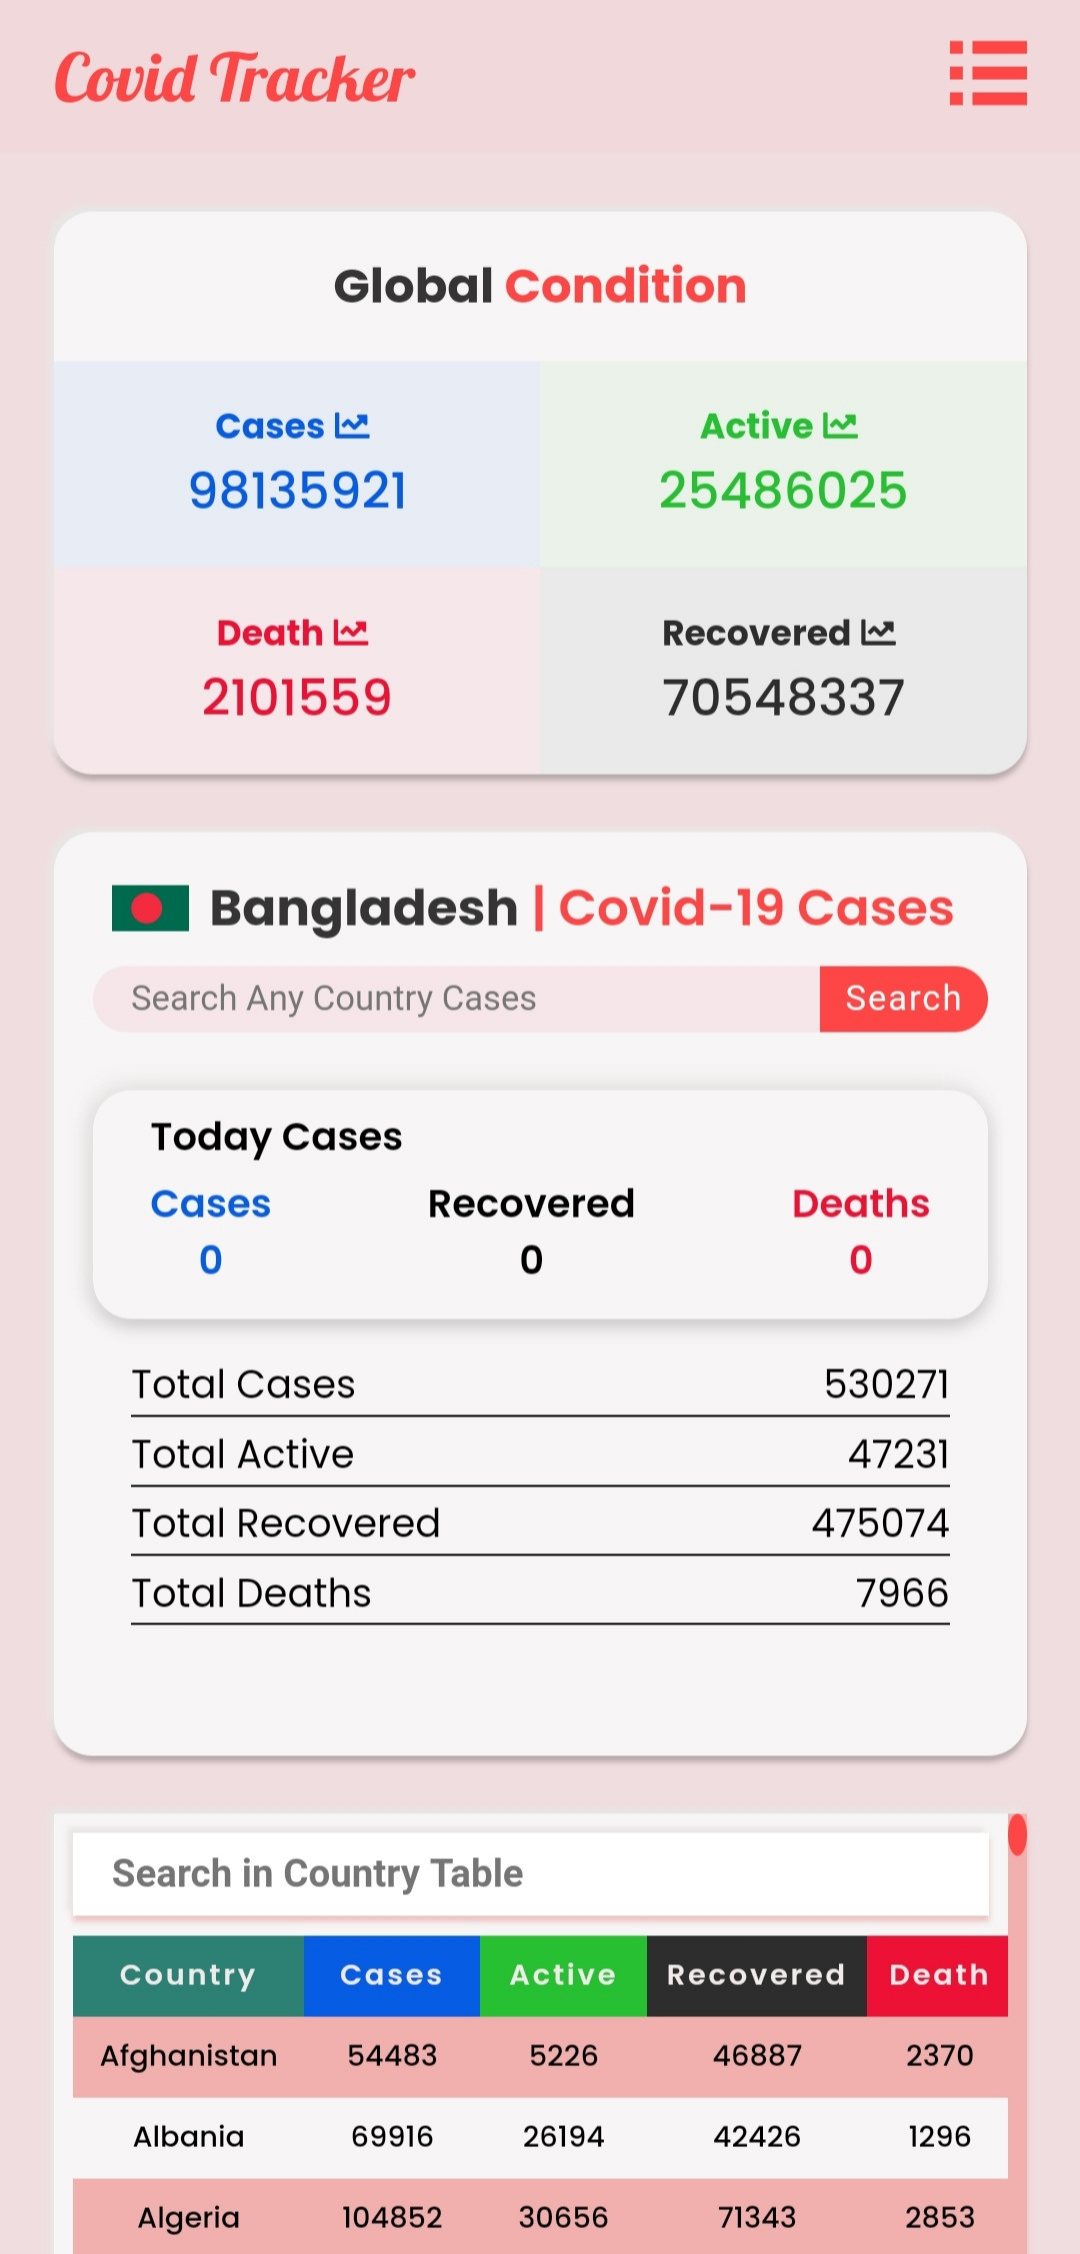 Covid Tracker
Global Condition
Cases
Active
98135921
25486025
Death
Recovered
2101559
70548337
Bangladesh | Covid-19 Cases
Search Any Country Cases
Search
Today Cases
Cases Recovered Deaths
0 0 0
Total Cases 530271
Total Active 47231
Total Recovered 475074
Total Deaths 7966
Search in Country Table
Country Cases Active Recovered Death
Afghanistan 54483 5226 46887 2370
Albania 69916 26194 42426 1296
Algeria 104852 30656 71343 2853